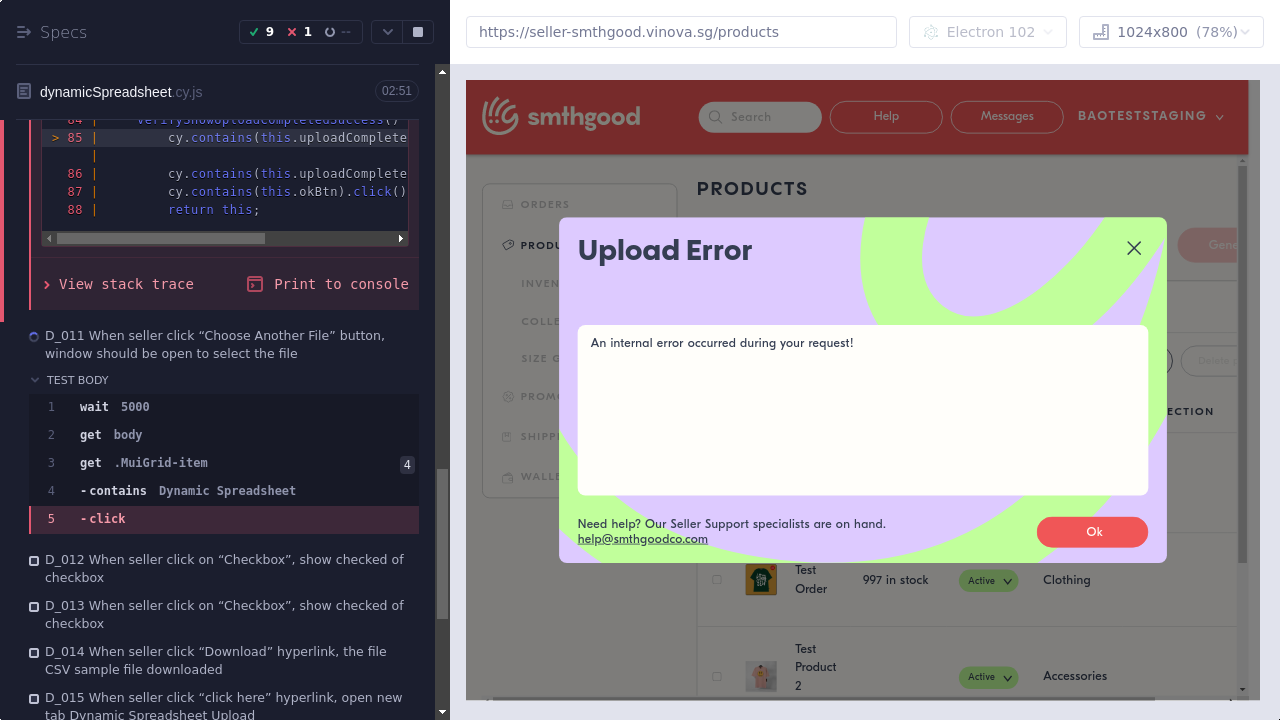 Specs
9
1
--
dynamicSpreadsheet.cy.js
02:51
84 | verifyShowUploadCompletedSuccess()
> 85 | cy.contains(this.uploadComplete
|
86 | cy.contains(this.uploadComplete
87 | cy.contains(this.okBtn).click()
88 | return this;
View stack trace
Print to console
D_011 When seller click “Choose Another File” button,
window should be open to select the file
TEST BODY
1 wait 5000
2 get body
3 get .MuiGrid-item 4
4 -contains Dynamic Spreadsheet
5 -click
D_012 When seller click on “Checkbox”, show checked of
checkbox
D_013 When seller click on “Checkbox”, show checked of
checkbox
D_014 When seller click “Download” hyperlink, the file
CSV sample file downloaded
D_015 When seller click “click here” hyperlink, open new
tab Dynamic Spreadsheet Upload
https://seller-smthgood.vinova.sg/products
Electron 102
1024x800 (78%)
smthgood
Search
Help
Messages
BAOTESTSTAGING
ORDERS
PRODU
INVEN
COLLE
SIZE G
PROMO
SHIPPI
WALLE
PRODUCTS
Gene
Delete
ECTION
Upload Error
An internal error occurred during your request!
Need help? Our Seller Support specialists are on hand.
help@smthgoodco.com
Ok
Test
Order
997 in stock
Active
Clothing
Test
Product
2
Active
Accessories